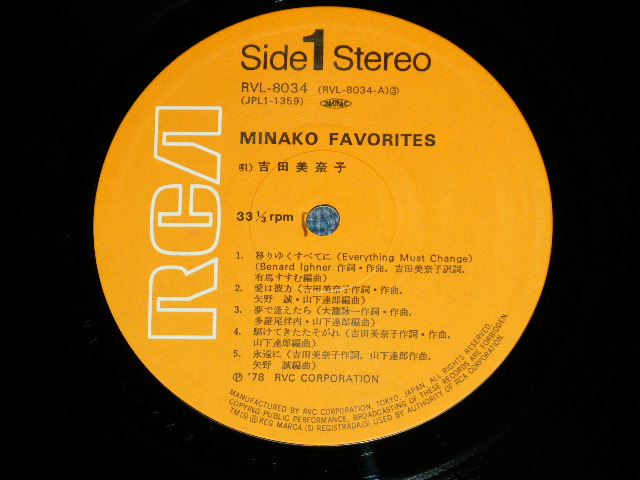 Side 1 Stereo
RVL-8034 (RVL-8034-A)Ⓢ
(JPL1-1359) JASRAC
MINAKO FAVORITES
唄)吉田美奈子
33 1/3 rpm
RCA
1. 移りゆくすべてに (Everything Must Change)
(Benard Ighner 作詞・作曲, 吉田美奈子訳詞,
有馬すすむ編曲)
2. 愛は彼方 (吉田美奈子作詞・作曲,
矢野 誠・山下達郎編曲)
3. 夢で逢えたら (大瀧詠一作詞・作曲,
多羅尾伴内・山下達郎編曲)
4. 駆けてきたたそがれ (吉田美奈子作詞・作曲,
山下達郎編曲)
5. 永遠に (吉田美奈子作詞, 山下達郎作曲,
矢野 誠編曲)
Ⓟ '78 RVC CORPORATION
MANUFACTURED BY RVC CORPORATION, TOKYO, JAPAN. ALL RIGHTS RESERVED.
COPYING PUBLIC PERFORMANCE, BROADCASTING OF THESE RECORDS ARE FORBIDDEN.
TM(S) ® REG MARCA(S) REGISTRADA(S) USED BY AUTHORITY OF RCA CORPORATION.